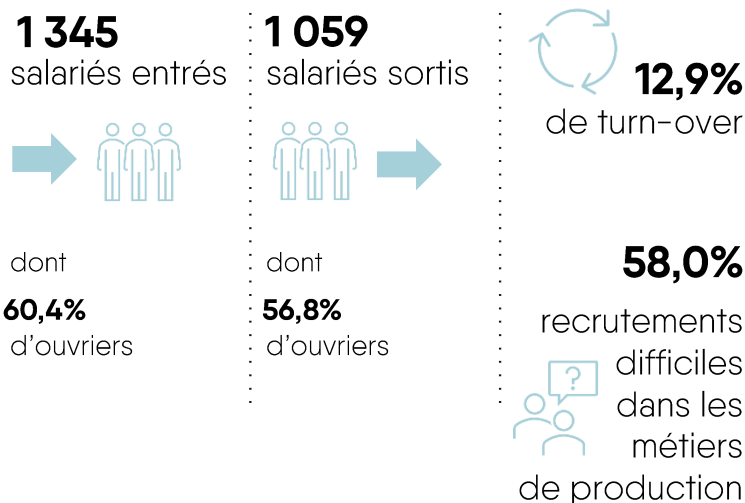 1 345
salariés entrés
dont
60,4%
d'ouvriers
1 059
salariés sortis
dont
56,8%
d'ouvriers
12,9%
de turn-over
58,0%
recrutements
difficiles
?
dans les
métiers
de production